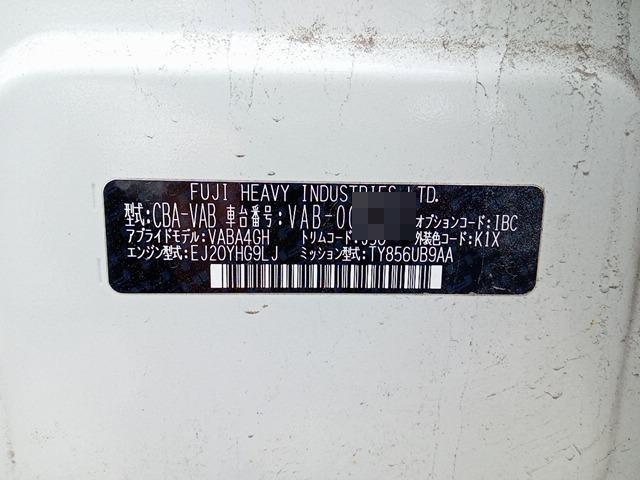 FUJI HEAVY INDUSTRIES LTD.
型式:CBA-VAB 車台番号:VAB-00 オプションコード:IBC
アプライドモデル:VABA4GH トリムコード: 外装色コード:K1X
エンジン型式:EJ20YHG9LJ ミッション型式:TY856UB9AA